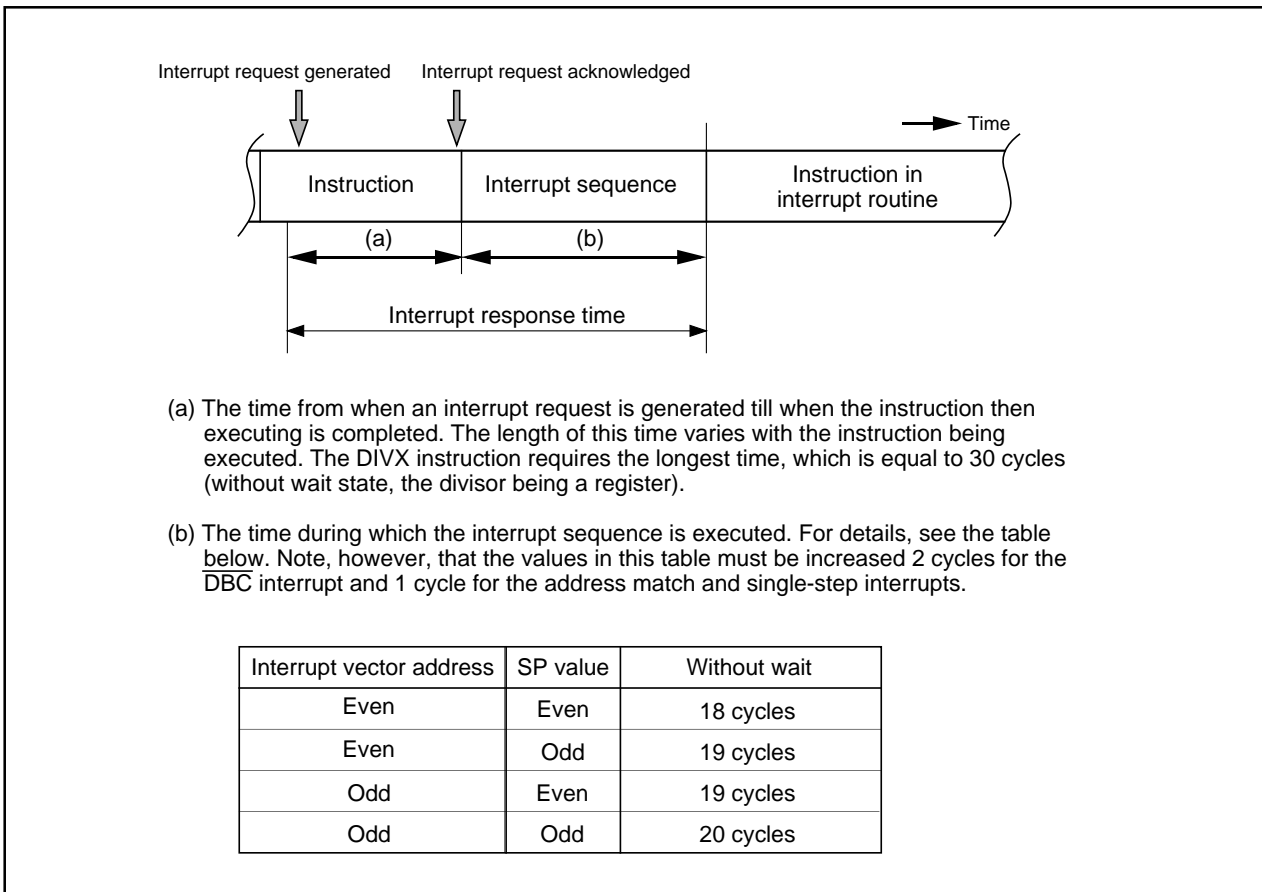 Interrupt request generated
Interrupt request acknowledged
Time
Instruction
Interrupt sequence
Instruction in
interrupt routine
(a)
(b)
Interrupt response time
(a) The time from when an interrupt request is generated till when the instruction then
executing is completed. The length of this time varies with the instruction being
executed. The DIVX instruction requires the longest time, which is equal to 30 cycles
(without wait state, the divisor being a register).
(b) The time during which the interrupt sequence is executed. For details, see the table
below. Note, however, that the values in this table must be increased 2 cycles for the
DBC interrupt and 1 cycle for the address match and single-step interrupts.
Interrupt vector address SP value Without wait
Even Even 18 cycles
Even Odd 19 cycles
Odd Even 19 cycles
Odd Odd 20 cycles